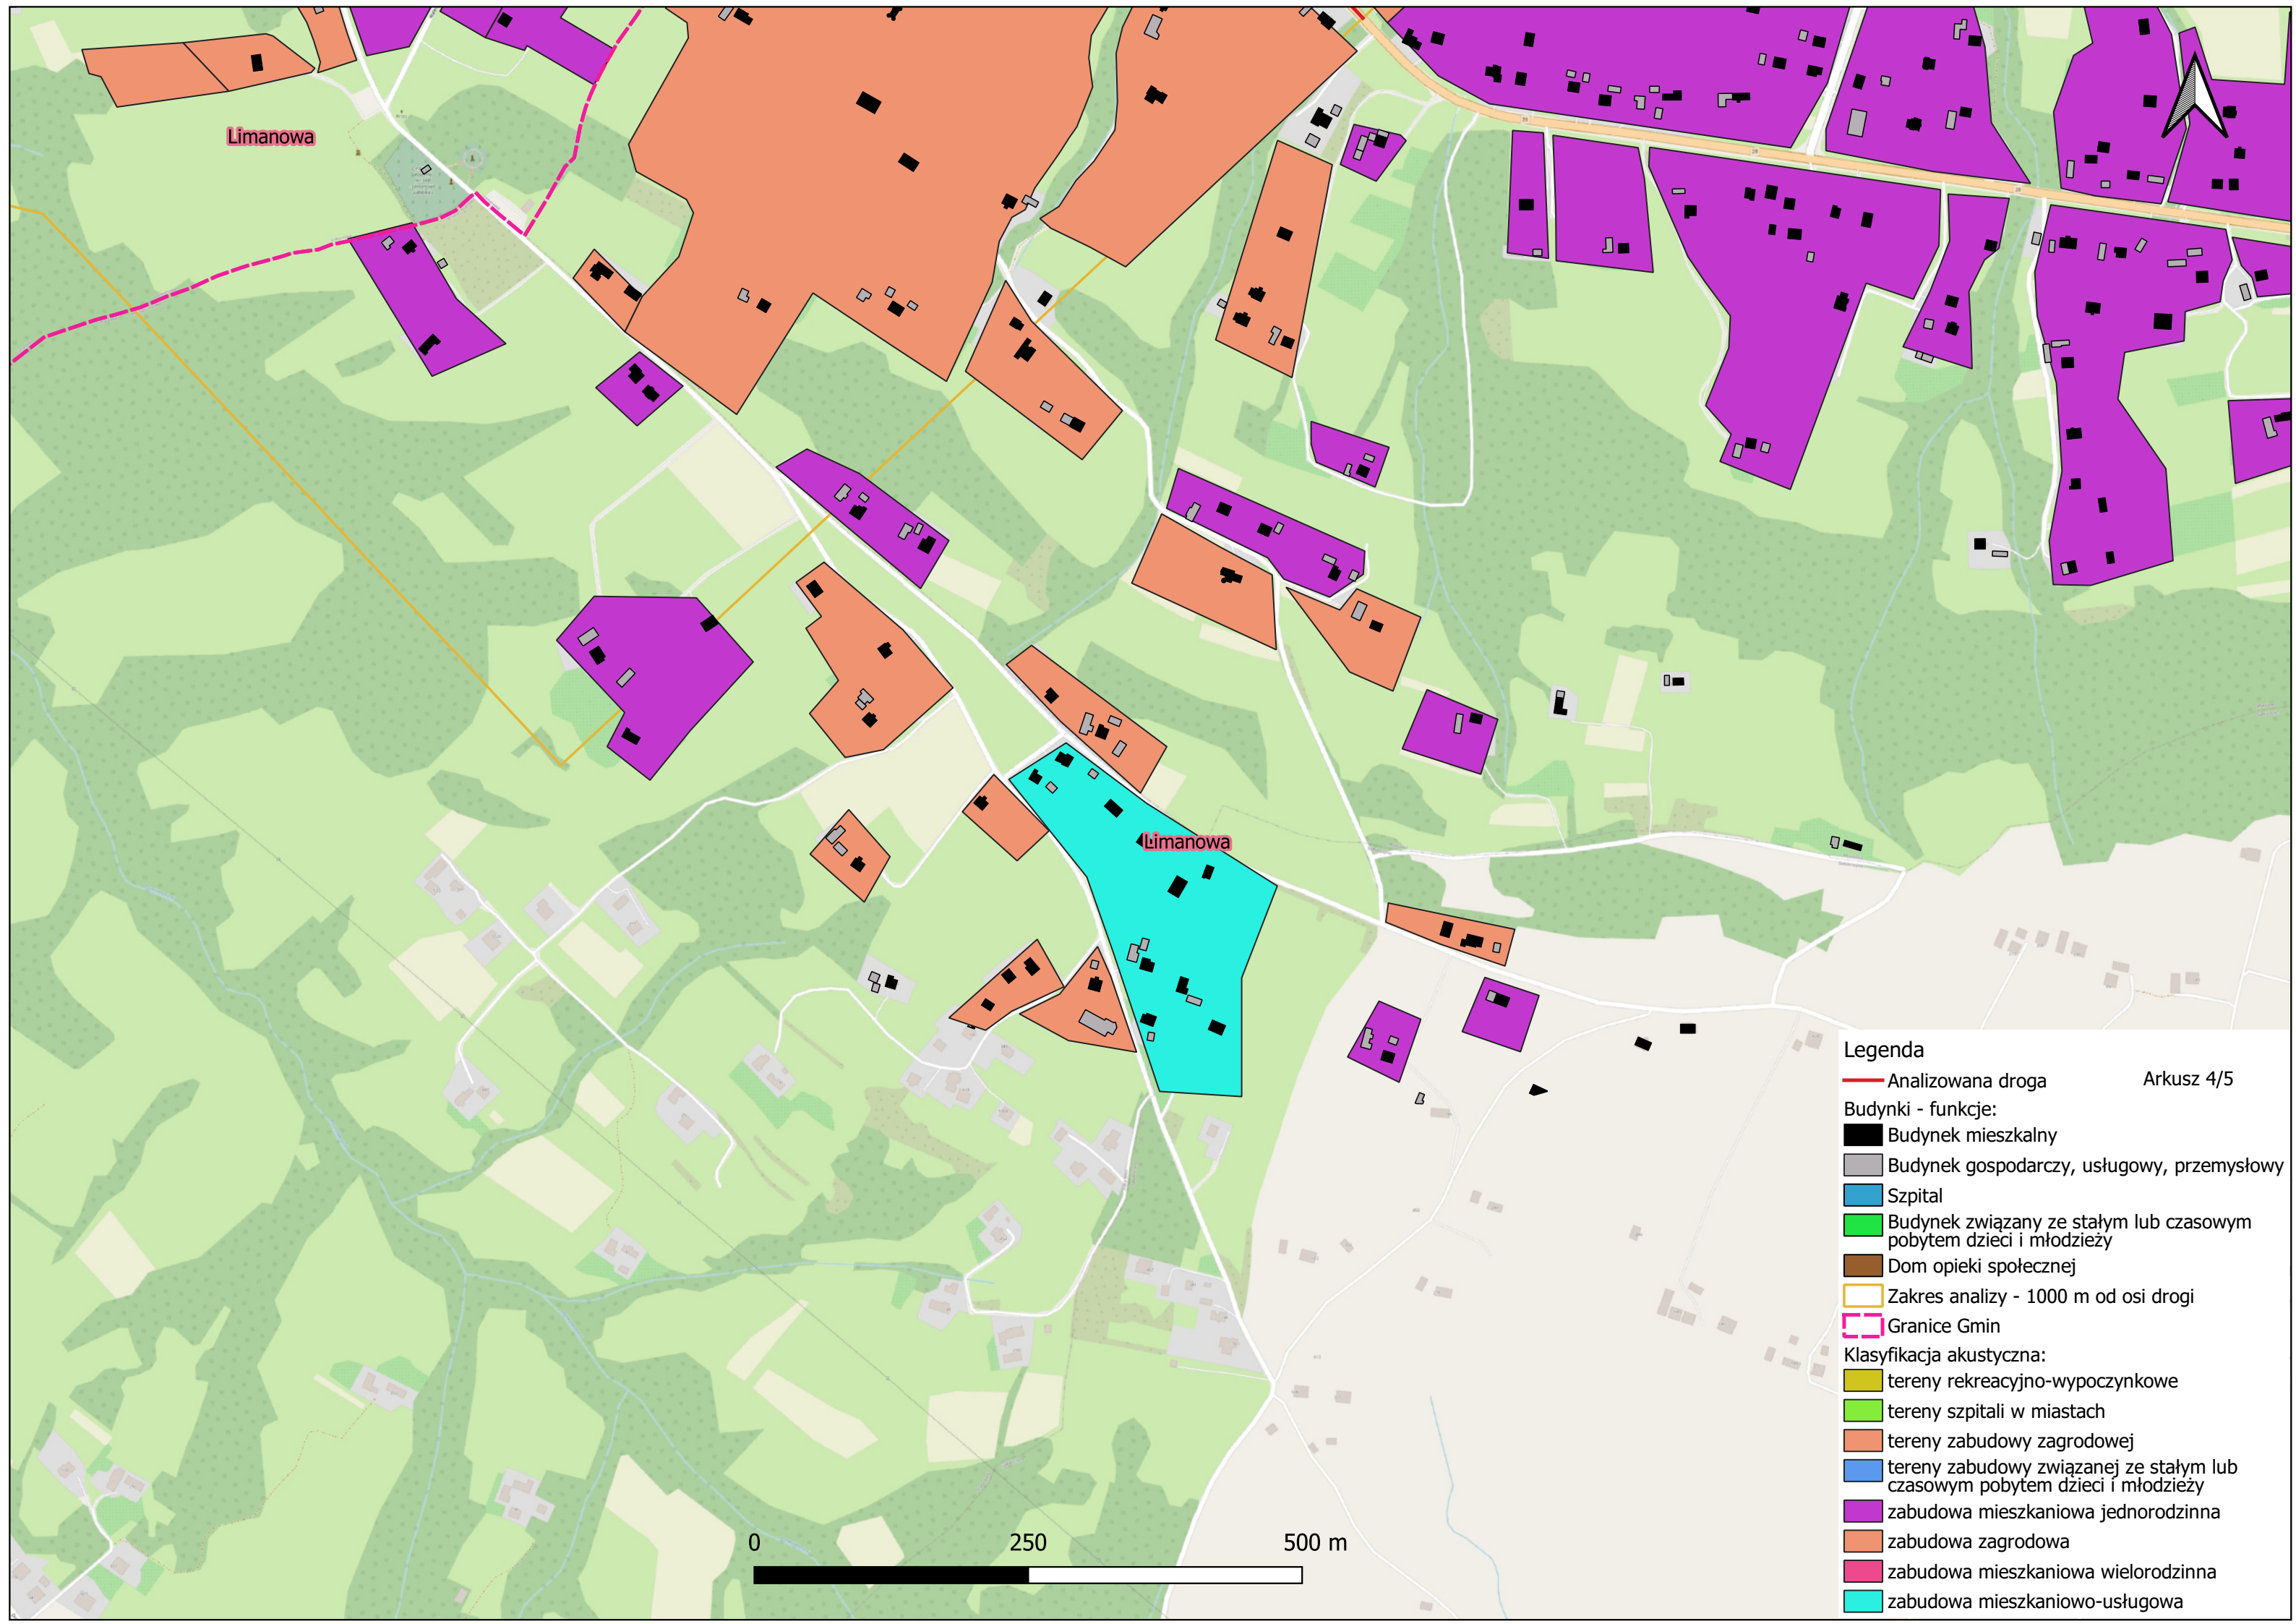 Limanowa
Limanowa
28
28
28
Legenda
Analizowana droga
Arkusz 4/5
Budynki - funkcje:
Budynek mieszkalny
Budynek gospodarczy, usługowy, przemysłowy
Szpital
Budynek związany ze stałym lub czasowym
pobytem dzieci i młodzieży
Dom opieki społecznej
Zakres analizy - 1000 m od osi drogi
Granice Gmin
Klasyfikacja akustyczna:
tereny rekreacyjno-wypoczynkowe
tereny szpitali w miastach
tereny zabudowy zagrodowej
tereny zabudowy związanej ze stałym lub
czasowym pobytem dzieci i młodzieży
zabudowa mieszkaniowa jednorodzinna
zabudowa zagrodowa
zabudowa mieszkaniowa wielorodzinna
zabudowa mieszkaniowo-usługowa
0 250 500 m